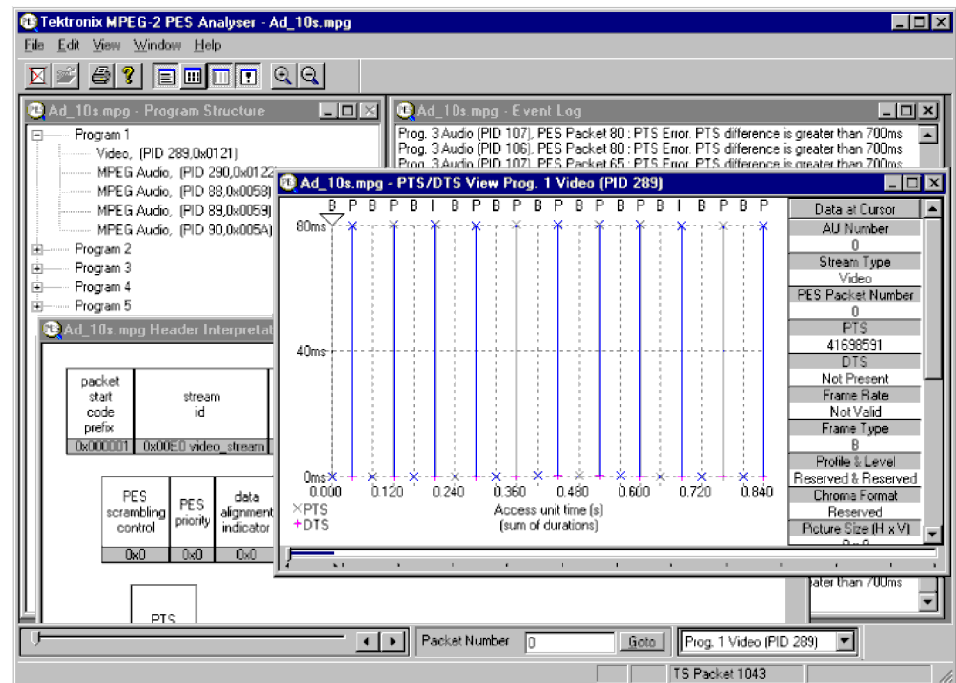 Tektronix MPEG-2 PES Analyser - Ad_10s.mpg
File Edit View Window Help
Ad_10s.mpg - Program Structure
Program 1
Video, (PID 289,0x0121)
MPEG Audio, (PID 290,0x0122
MPEG Audio, (PID 88,0x0058)
MPEG Audio, (PID 89,0x0059)
MPEG Audio, (PID 90,0x005A)
Program 2
Program 3
Program 4
Program 5
Ad_10s.mpg - Event Log
Prog. 3 Audio (PID 107), PES Packet 80 : PTS Error. PTS difference is greater than 700ms
Prog. 3 Audio (PID 106), PES Packet 80 : PTS Error. PTS difference is greater than 700ms
Prog. 3 Audio (PID 107), PES Packet 65 : PTS Error. PTS difference is greater than 700ms
Ad_10s.mpg - PTS/DTS View Prog. 1 Video (PID 289)
B P B P B I B P B P B P B P B P B I B P B P
80ms
40ms
0ms
0.000 0.120 0.240 0.360 0.480 0.600 0.720 0.840
×PTS
+DTS
Access unit time (s)
(sum of durations)
Data at Cursor
AU Number
0
Stream Type
Video
PES Packet Number
0
PTS
41698591
DTS
Not Present
Frame Rate
Not Valid
Frame Type
B
Profile & Level
Reserved & Reserved
Chroma Format
Reserved
Picture Size (H x V)
ater than 700ms
Ad_10s.mpg Header Interpretat
packet
start
code
prefix
0x000001
stream
id
0x00E0 video_stream
PES
scrambling
control
0x0
PES
priority
0x0
data
alignment
indicator
0x0
PTS
Packet Number 0 Goto Prog. 1 Video (PID 289)
TS Packet 1043